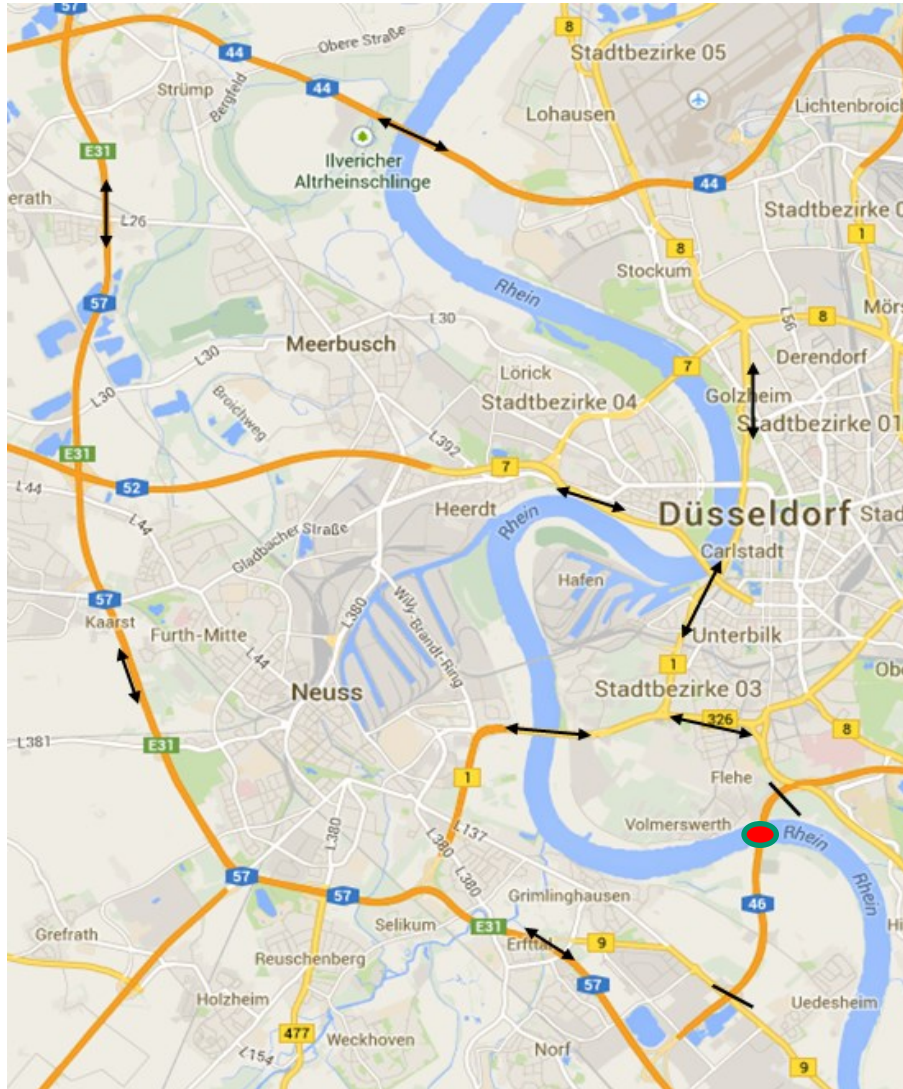 57
44
8
Obere Straße
Stadtbezirke 05
Strümp
Bergfeld
44
Lohausen
Lichtenbroich
E31
Ilvericher
Altrheinschlinge
44
erath
L26
Stadtbezirke 0
1
8
Stockum
57
Rhein
L30
L56
8
Mörs
Meerbusch
L30
Derendorf
7
Lörick
Golzheim
L30
Broichweg
Stadtbezirke 04
Stadtbezirke 01
L392
E31
7
L44
52
Heerdt
Rhein
Düsseldorf
Stad
L44
Gladbacher Straße
Carlstadt
Hafen
57
Kaarst
L380
Willy-Brandt-Ring
Furth-Mitte
Unterbilk
L44
1
Obe
Neuss
Stadtbezirke 03
326
8
L381
E31
1
Flehe
Volmerswerth
Rhein
L380
L137
L380
57
57
L380
Grimlinghausen
46
Rhein
Selikum
E31
Erfttal
9
Hi
Grefrath
Reuschenberg
57
Holzheim
Uedesheim
477
Weckhoven
Norf
L154
9